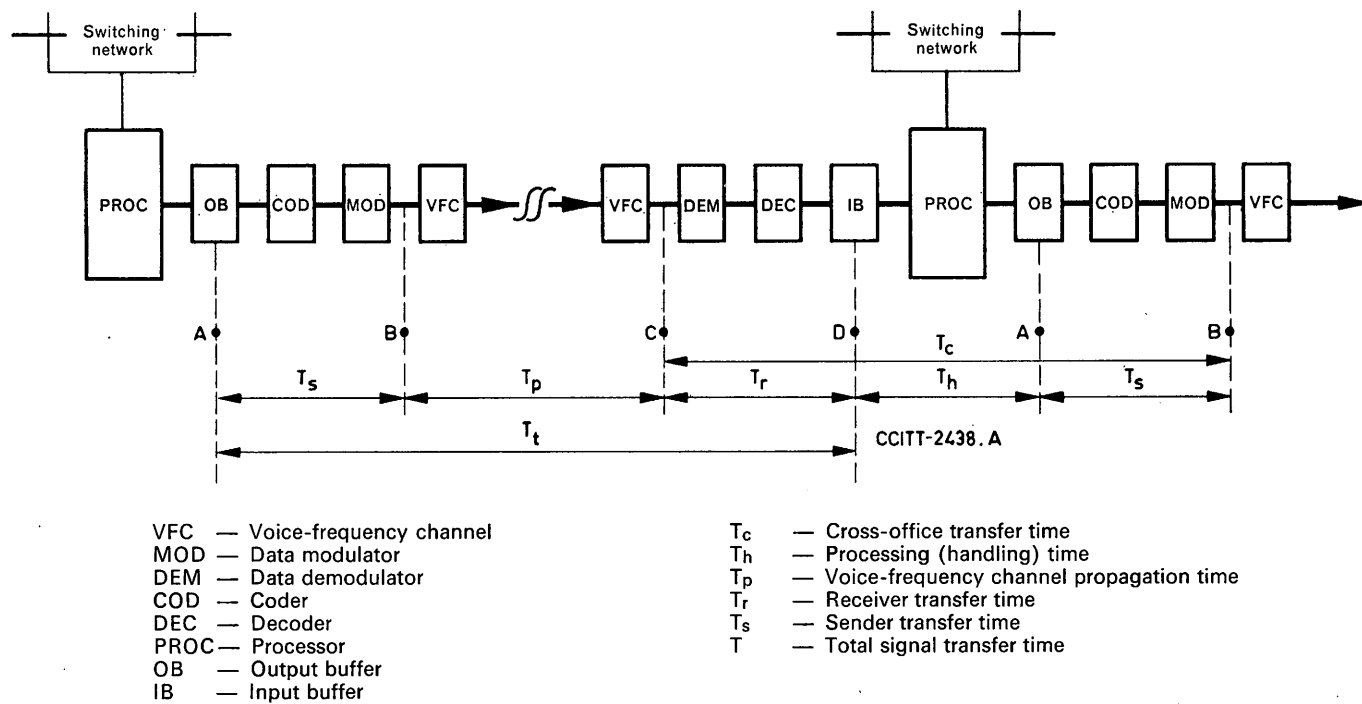 Switching network
Switching network
PROC OB COD MOD VFC VFC DEM DEC IB PROC OB COD MOD VFC
A B C D A B
Tc
Ts Tp Tr Th Ts
Tt
CCITT-2438.A
VFC — Voice-frequency channel
MOD — Data modulator
DEM — Data demodulator
COD — Coder
DEC — Decoder
PROC — Processor
OB — Output buffer
IB — Input buffer
Tc — Cross-office transfer time
Th — Processing (handling) time
Tp — Voice-frequency channel propagation time
Tr — Receiver transfer time
Ts — Sender transfer time
T — Total signal transfer time